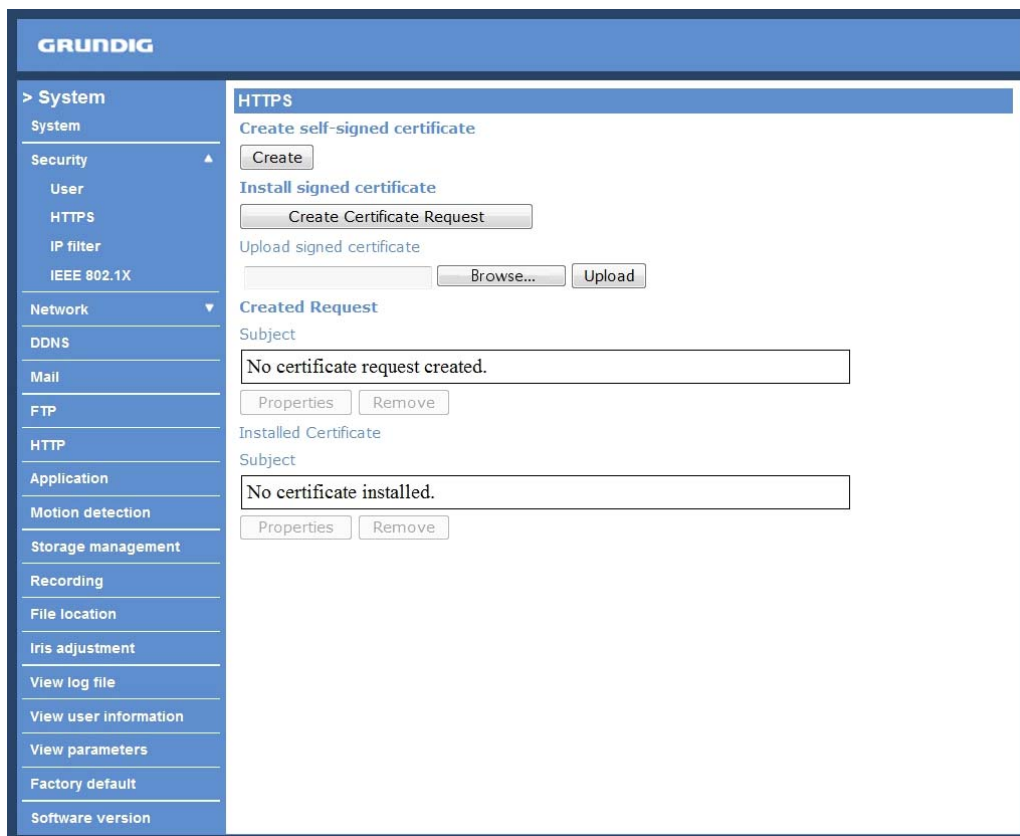 GRUNDIG
> System
System
Security
User
HTTPS
IP filter
IEEE 802.1X
Network
DDNS
Mail
FTP
HTTP
Application
Motion detection
Storage management
Recording
File location
Iris adjustment
View log file
View user information
View parameters
Factory default
Software version
HTTPS
Create self-signed certificate
Create
Install signed certificate
Create Certificate Request
Upload signed certificate
Browse... Upload
Created Request
Subject
No certificate request created.
Properties Remove
Installed Certificate
Subject
No certificate installed.
Properties Remove